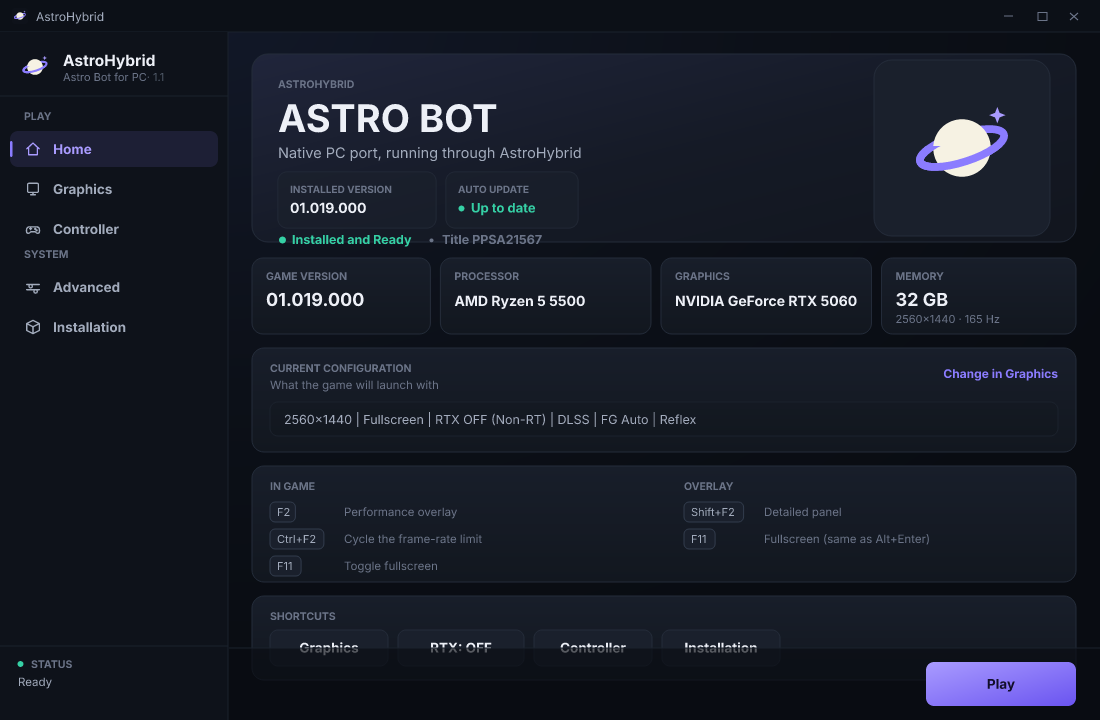 AstroHybrid
AstroHybrid
Astro Bot for PC· 1.1
PLAY
Home
Graphics
Controller
SYSTEM
Advanced
Installation
STATUS
Ready
ASTROHYBRID
ASTRO BOT
Native PC port, running through AstroHybrid
INSTALLED VERSION
01.019.000
AUTO UPDATE
Up to date
Installed and Ready • Title PPSA21567
GAME VERSION
01.019.000
PROCESSOR
AMD Ryzen 5 5500
GRAPHICS
NVIDIA GeForce RTX 5060
MEMORY
32 GB
2560×1440 · 165 Hz
CURRENT CONFIGURATION
What the game will launch with
Change in Graphics
2560×1440 | Fullscreen | RTX OFF (Non-RT) | DLSS | FG Auto | Reflex
IN GAME
F2 Performance overlay
Ctrl+F2 Cycle the frame-rate limit
F11 Toggle fullscreen
OVERLAY
Shift+F2 Detailed panel
F11 Fullscreen (same as Alt+Enter)
SHORTCUTS
Graphics RTX: OFF Controller Installation
Play